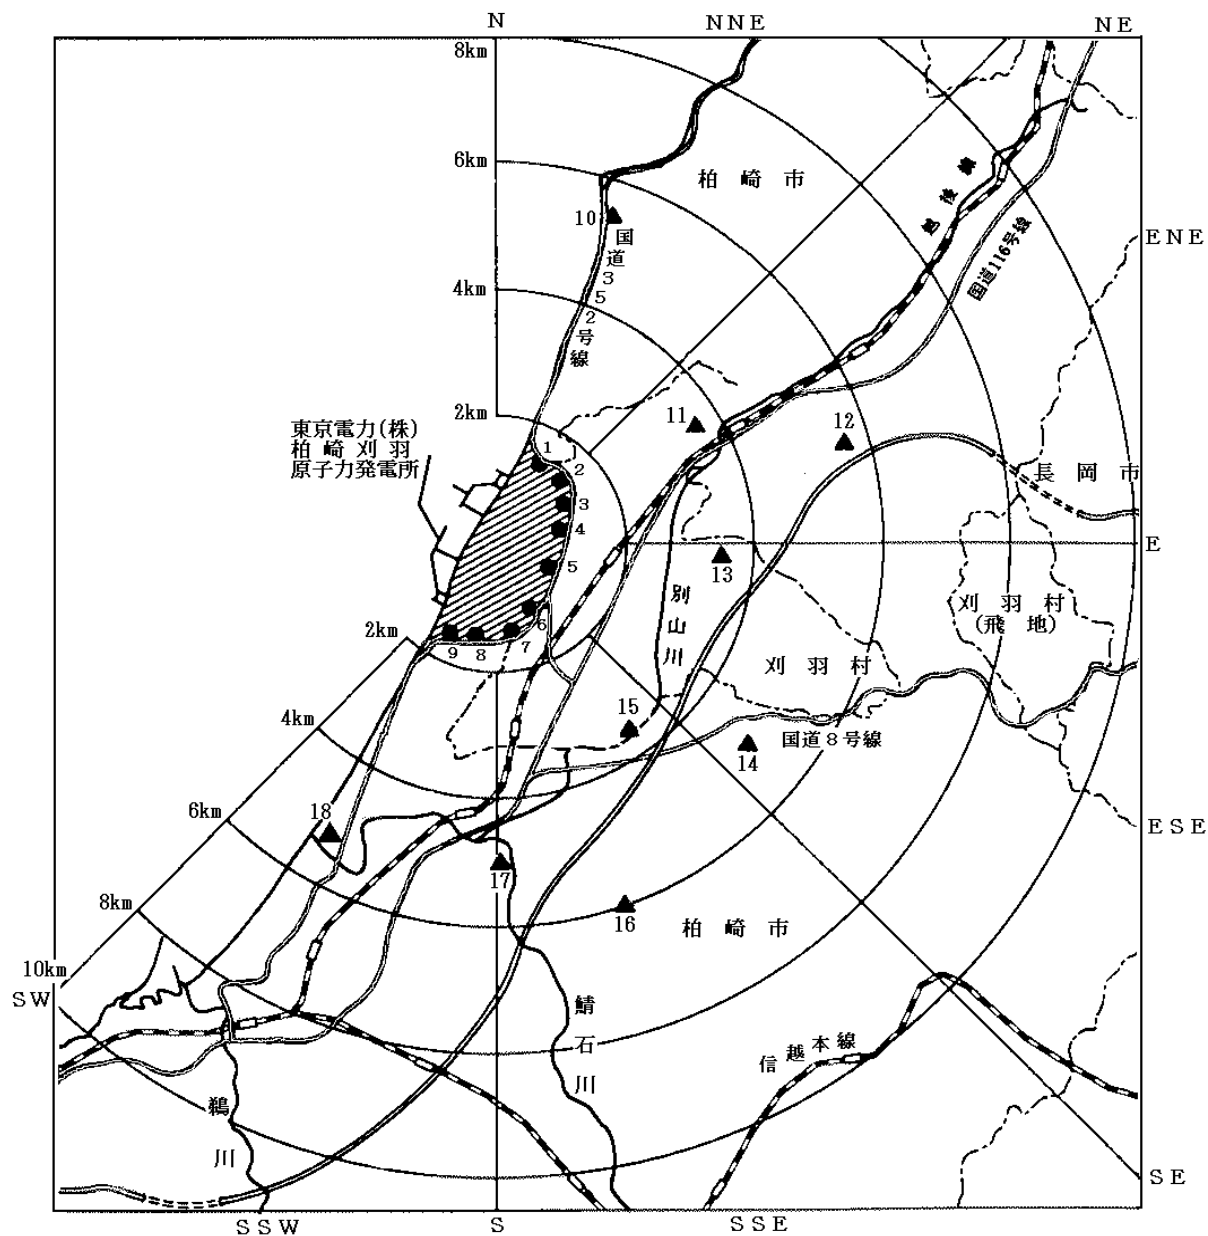 N
NNE
NE
8km
6km
柏崎市
越後線
10
国道352号線
ENE
国道116号線
4km
2km
11
12
東京電力(株)
柏崎刈羽
原子力発電所
1
2
長岡市
3
4
E
5
13
別山川
刈羽村
(飛地)
6
2km
7
9
8
刈羽村
15
4km
国道8号線
14
6km
18
ESE
17
8km
16
柏崎市
10km
SW
鯖石川
信越本線
鵜川
SE
SSW
S
SSE